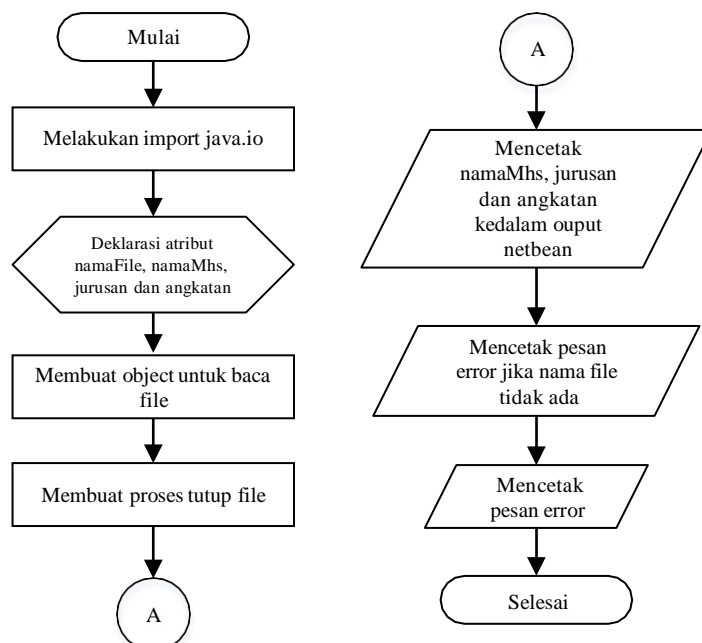 Mulai
Melakukan import java.io
Deklarasi atribut
namaFile, namaMhs,
jurusan dan angkatan
Membuat object untuk baca
file
Membuat proses tutup file
A
A
Mencetak
namaMhs, jurusan
dan angkatan
kedalam ouput
netbean
Mencetak pesan
error jika nama file
tidak ada
Mencetak
pesan error
Selesai